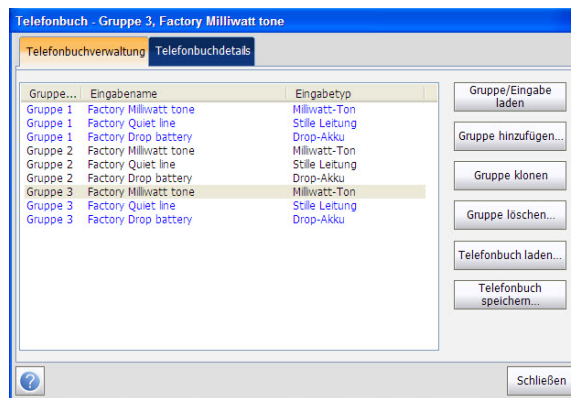 Telefonbuch - Gruppe 3, Factory Milliwatt tone
Telefonbuchverwaltung Telefonbuchdetails
Gruppe... Eingabename Eingabetyp
Gruppe 1 Factory Milliwatt tone Milliwatt-Ton
Gruppe 1 Factory Quiet line Stille Leitung
Gruppe 1 Factory Drop battery Drop-Akku
Gruppe 2 Factory Milliwatt tone Milliwatt-Ton
Gruppe 2 Factory Quiet line Stille Leitung
Gruppe 2 Factory Drop battery Drop-Akku
Gruppe 3 Factory Milliwatt tone Milliwatt-Ton
Gruppe 3 Factory Quiet line Stille Leitung
Gruppe 3 Factory Drop battery Drop-Akku
Gruppe/Eingabe
laden
Gruppe hinzufügen...
Gruppe klonen
Gruppe löschen...
Telefonbuch laden...
Telefonbuch
speichern...
?
Schließen